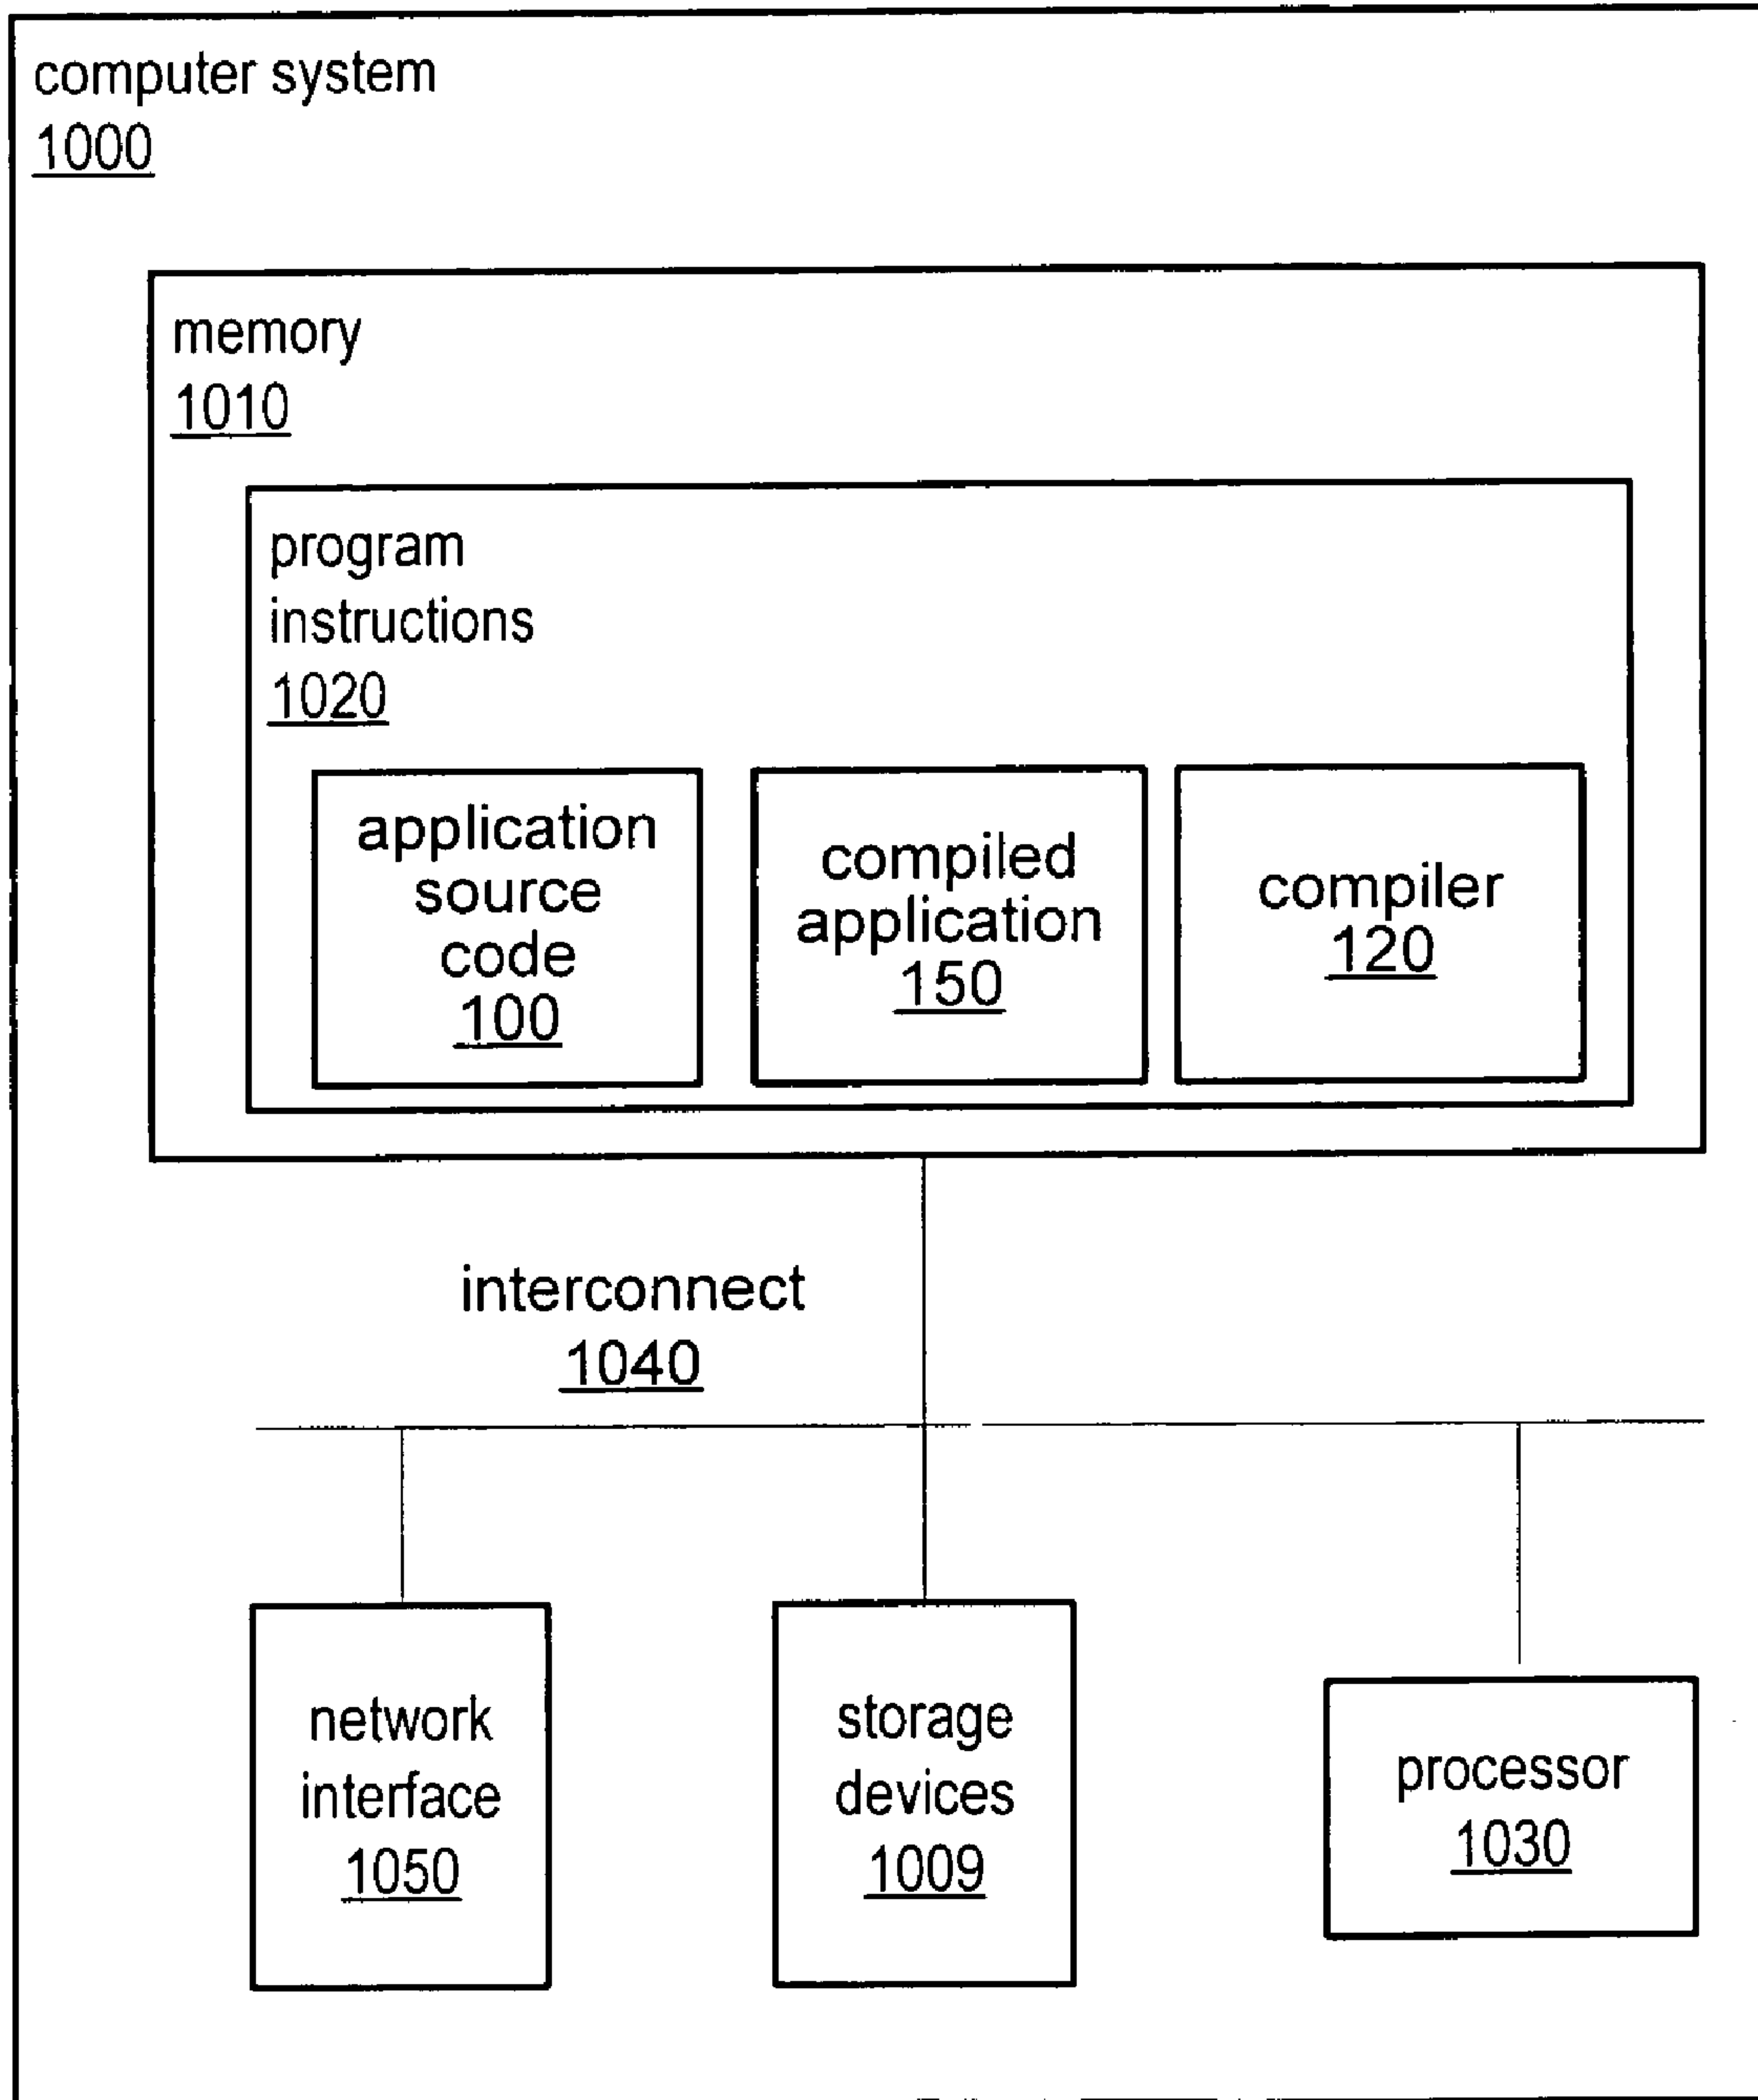 computer system
1000
memory
1010
program
instructions
1020
application
source
code
100
compiled
application
150
compiler
120
interconnect
1040
network
interface
1050
storage
devices
1009
processor
1030